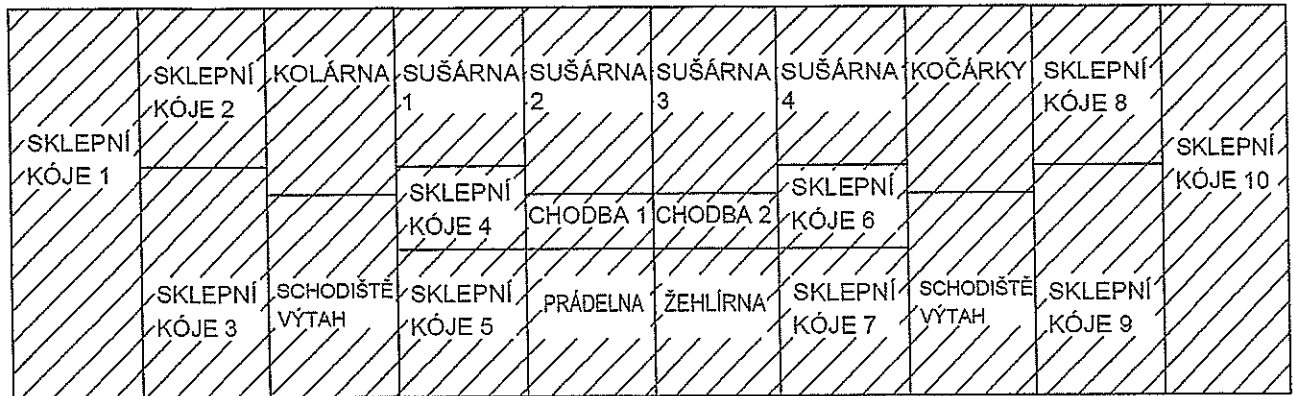 SKLEPNÍ
KÓJE 1
SKLEPNÍ
KÓJE 2
SKLEPNÍ
KÓJE 3
KOLÁRNA
SCHODIŠTĚ
VÝTAH
SUŠÁRNA
1
SKLEPNÍ
KÓJE 4
SKLEPNÍ
KÓJE 5
SUŠÁRNA
2
CHODBA 1
PRÁDELNA
SUŠÁRNA
3
CHODBA 2
ŽEHLÍRNA
SUŠÁRNA
4
SKLEPNÍ
KÓJE 6
SKLEPNÍ
KÓJE 7
KOČÁRKY
SCHODIŠTĚ
VÝTAH
SKLEPNÍ
KÓJE 8
SKLEPNÍ
KÓJE 9
SKLEPNÍ
KÓJE 10